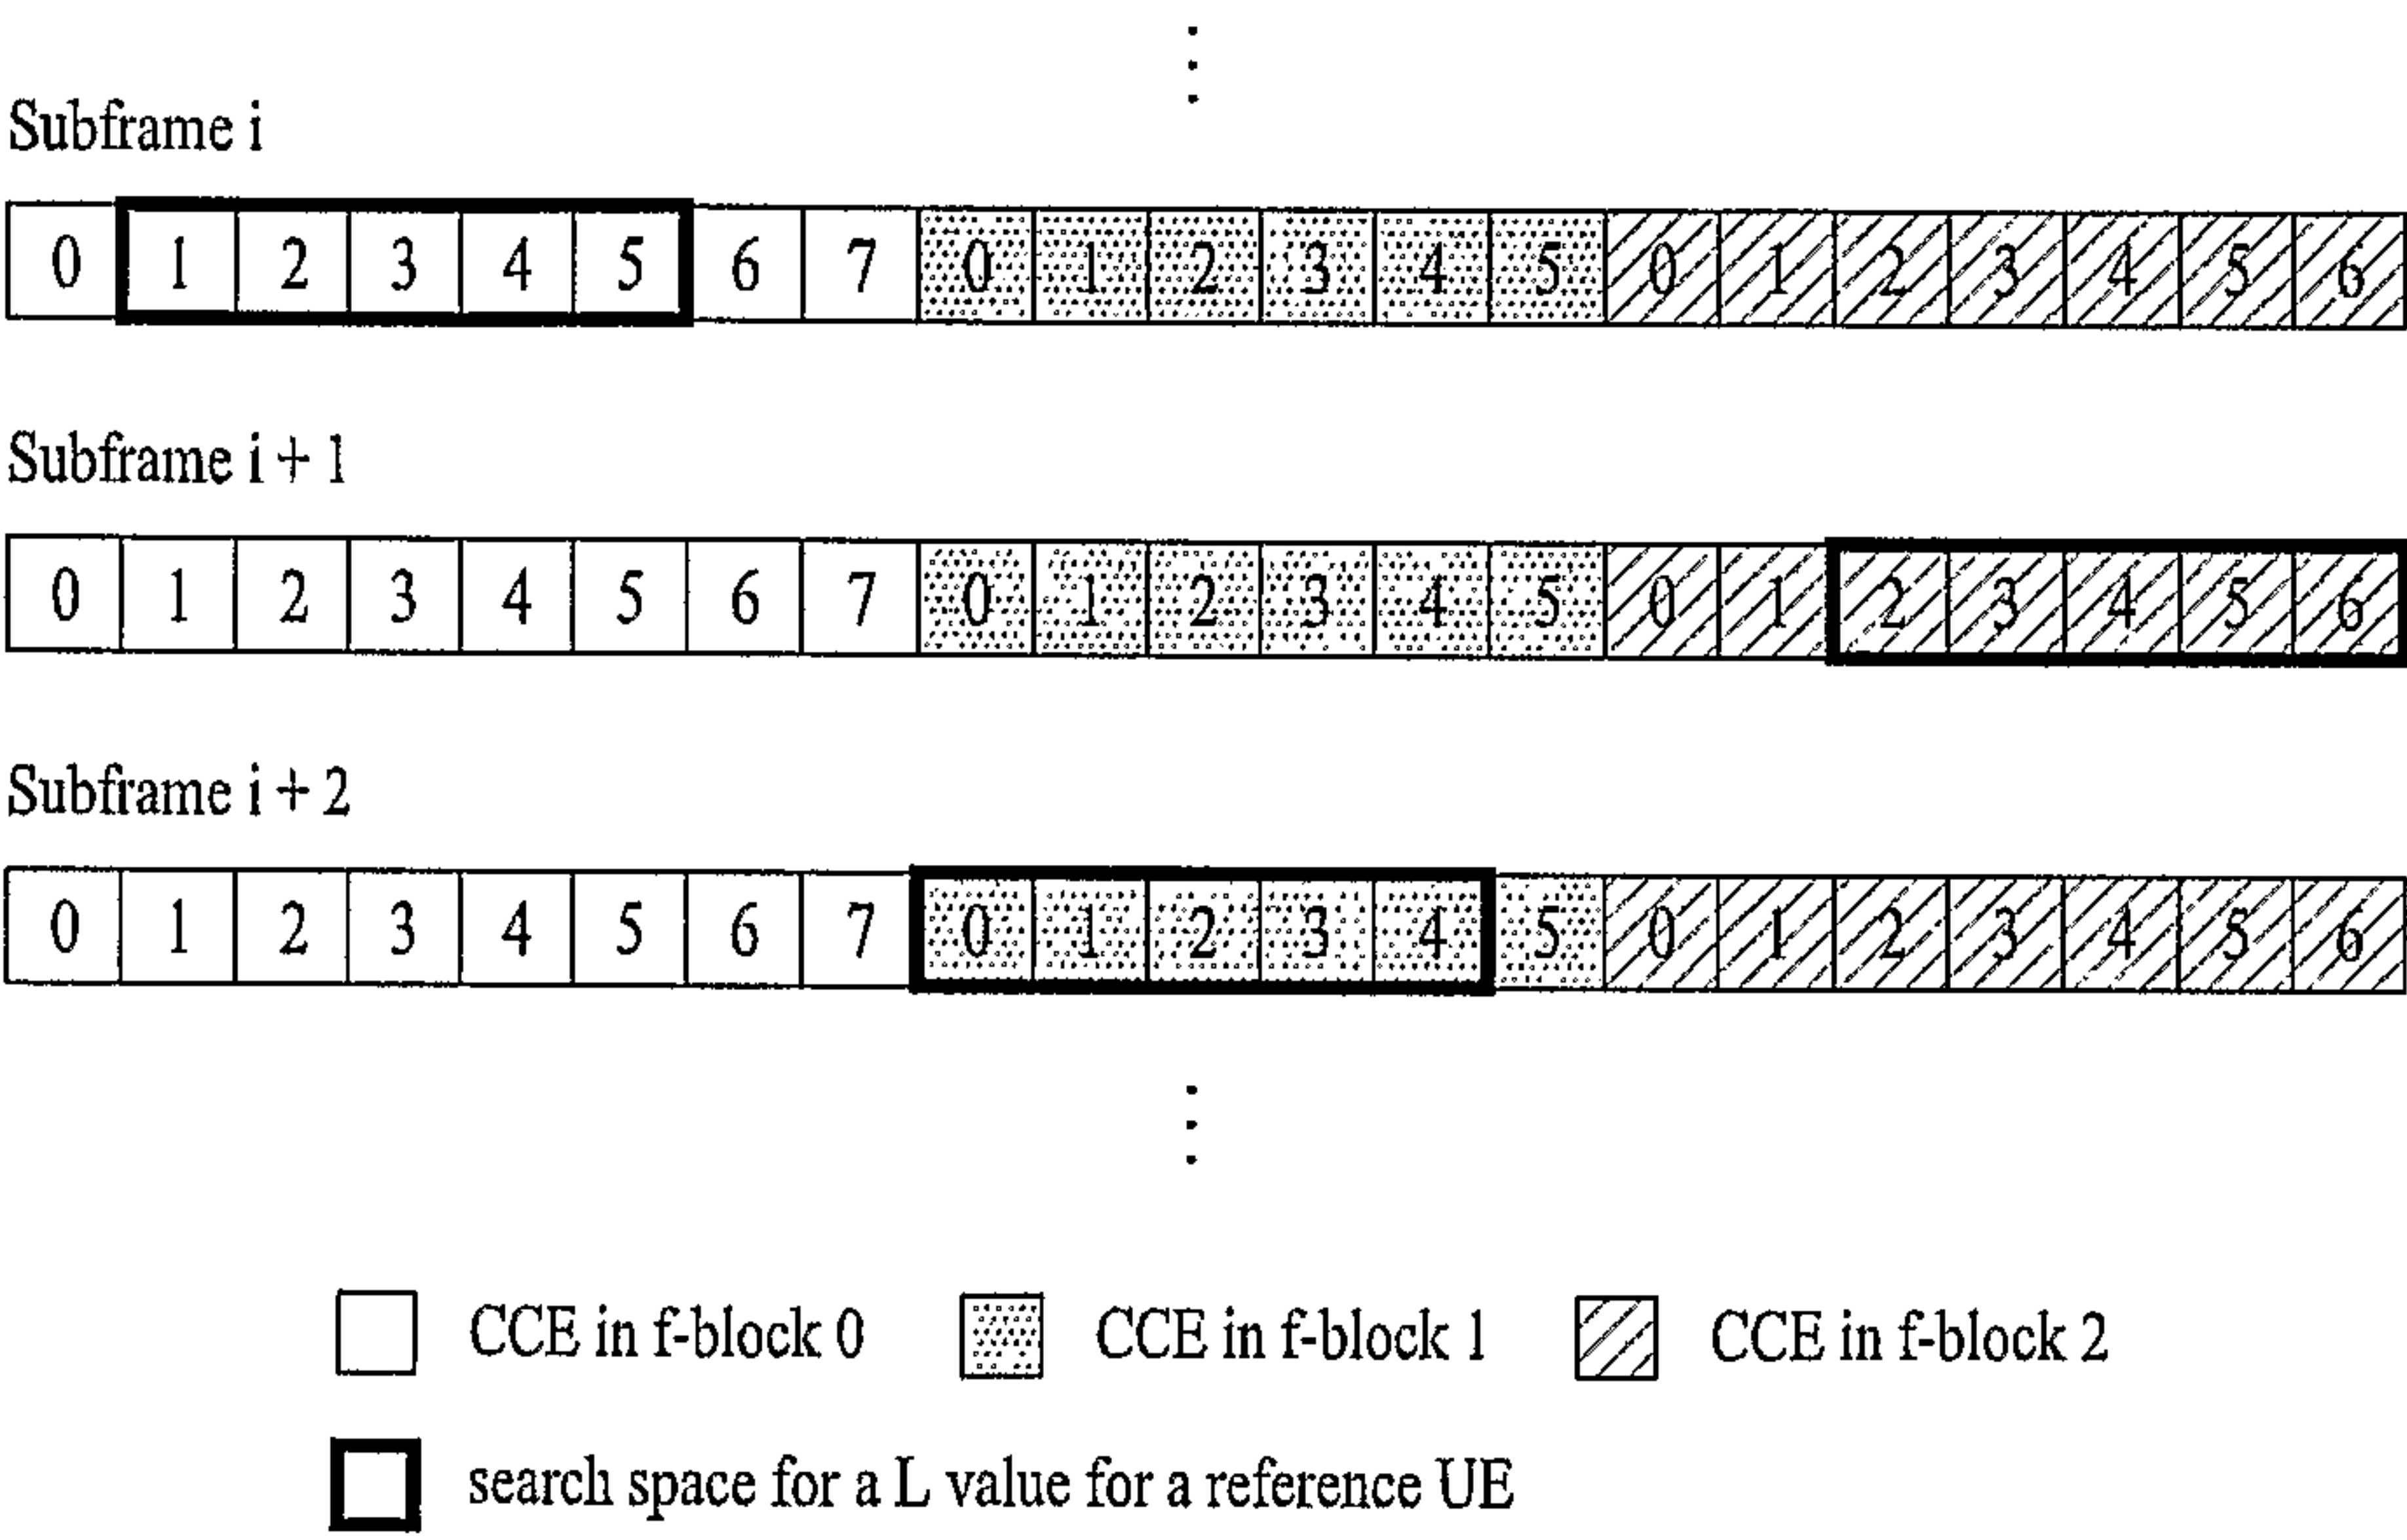 Subframe i
0 1 2 3 4 5 6 7 0 1 2 3 4 5 0 1 2 3 4 5 6
Subframe i + 1
0 1 2 3 4 5 6 7 0 1 2 3 4 5 0 1 2 3 4 5 6
Subframe i + 2
0 1 2 3 4 5 6 7 0 1 2 3 4 5 0 1 2 3 4 5 6
CCE in f-block 0 CCE in f-block 1 CCE in f-block 2
search space for a L value for a reference UE